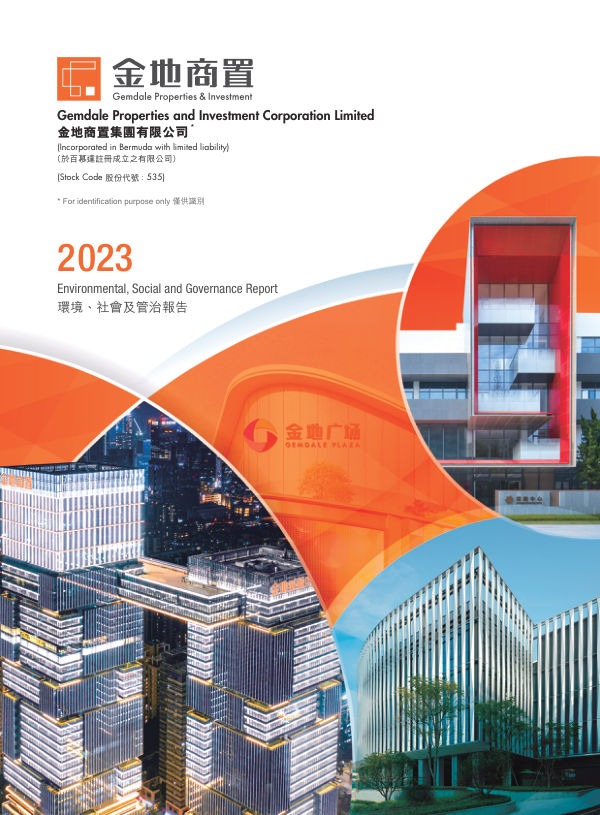 金地商置
Gemdale Properties & Investment
Gemdale Properties and Investment Corporation Limited
金地商置集團有限公司*
(Incorporated in Bermuda with limited liability)
(於百慕達註冊成立之有限公司)
(Stock Code 股份代號 : 535)
* For identification purpose only 僅供識別
2023
Environmental, Social and Governance Report
環境、社會及管治報告
金地广场
GEMDALE PLAZA